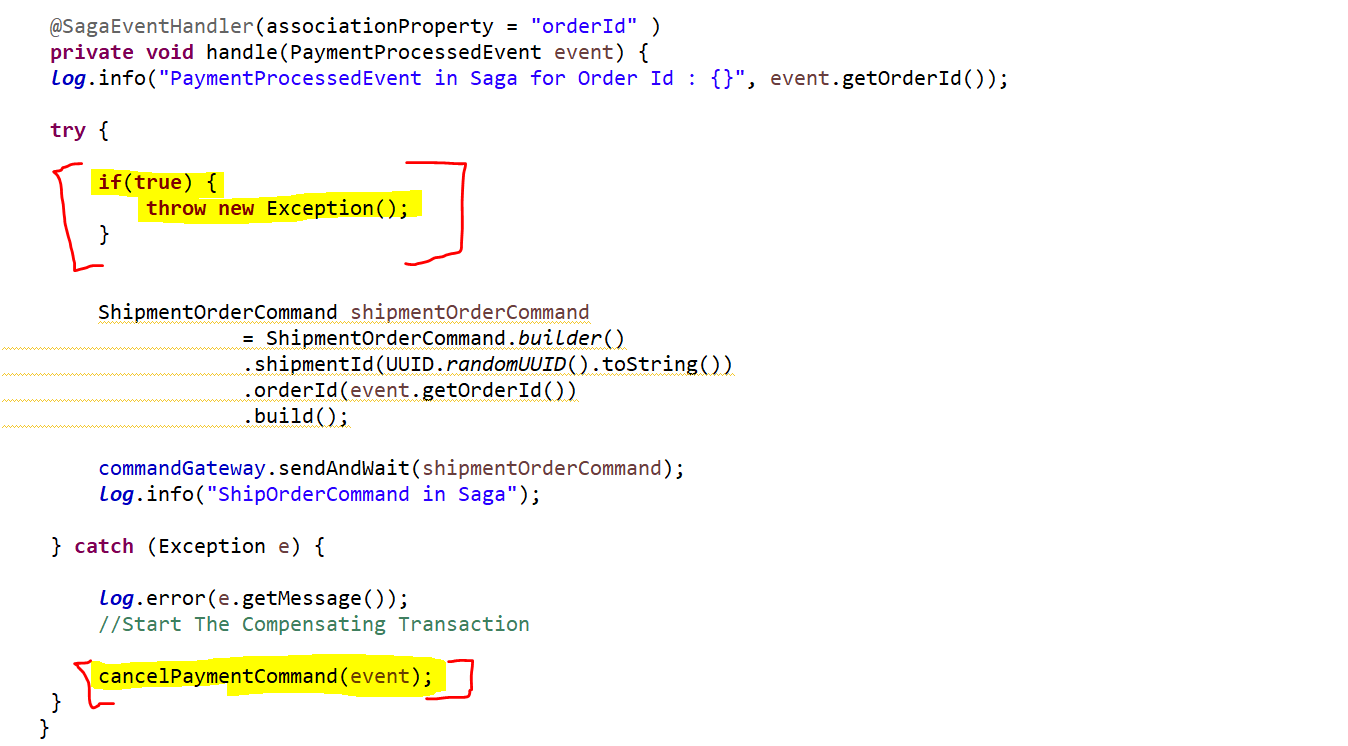 @SagaEventHandler(associationProperty = "orderId" )
private void handle(PaymentProcessedEvent event) {
log.info("PaymentProcessedEvent in Saga for Order Id : {}", event.getOrderId());
try {
if(true) {
throw new Exception();
}
ShipmentOrderCommand shipmentOrderCommand
= ShipmentOrderCommand.builder()
.shipmentId(UUID.randomUUID().toString())
.orderId(event.getOrderId())
.build();
commandGateway.sendAndWait(shipmentOrderCommand);
log.info("ShipOrderCommand in Saga");
} catch (Exception e) {
log.error(e.getMessage());
//Start The Compensating Transaction
cancelPaymentCommand(event);
}
}